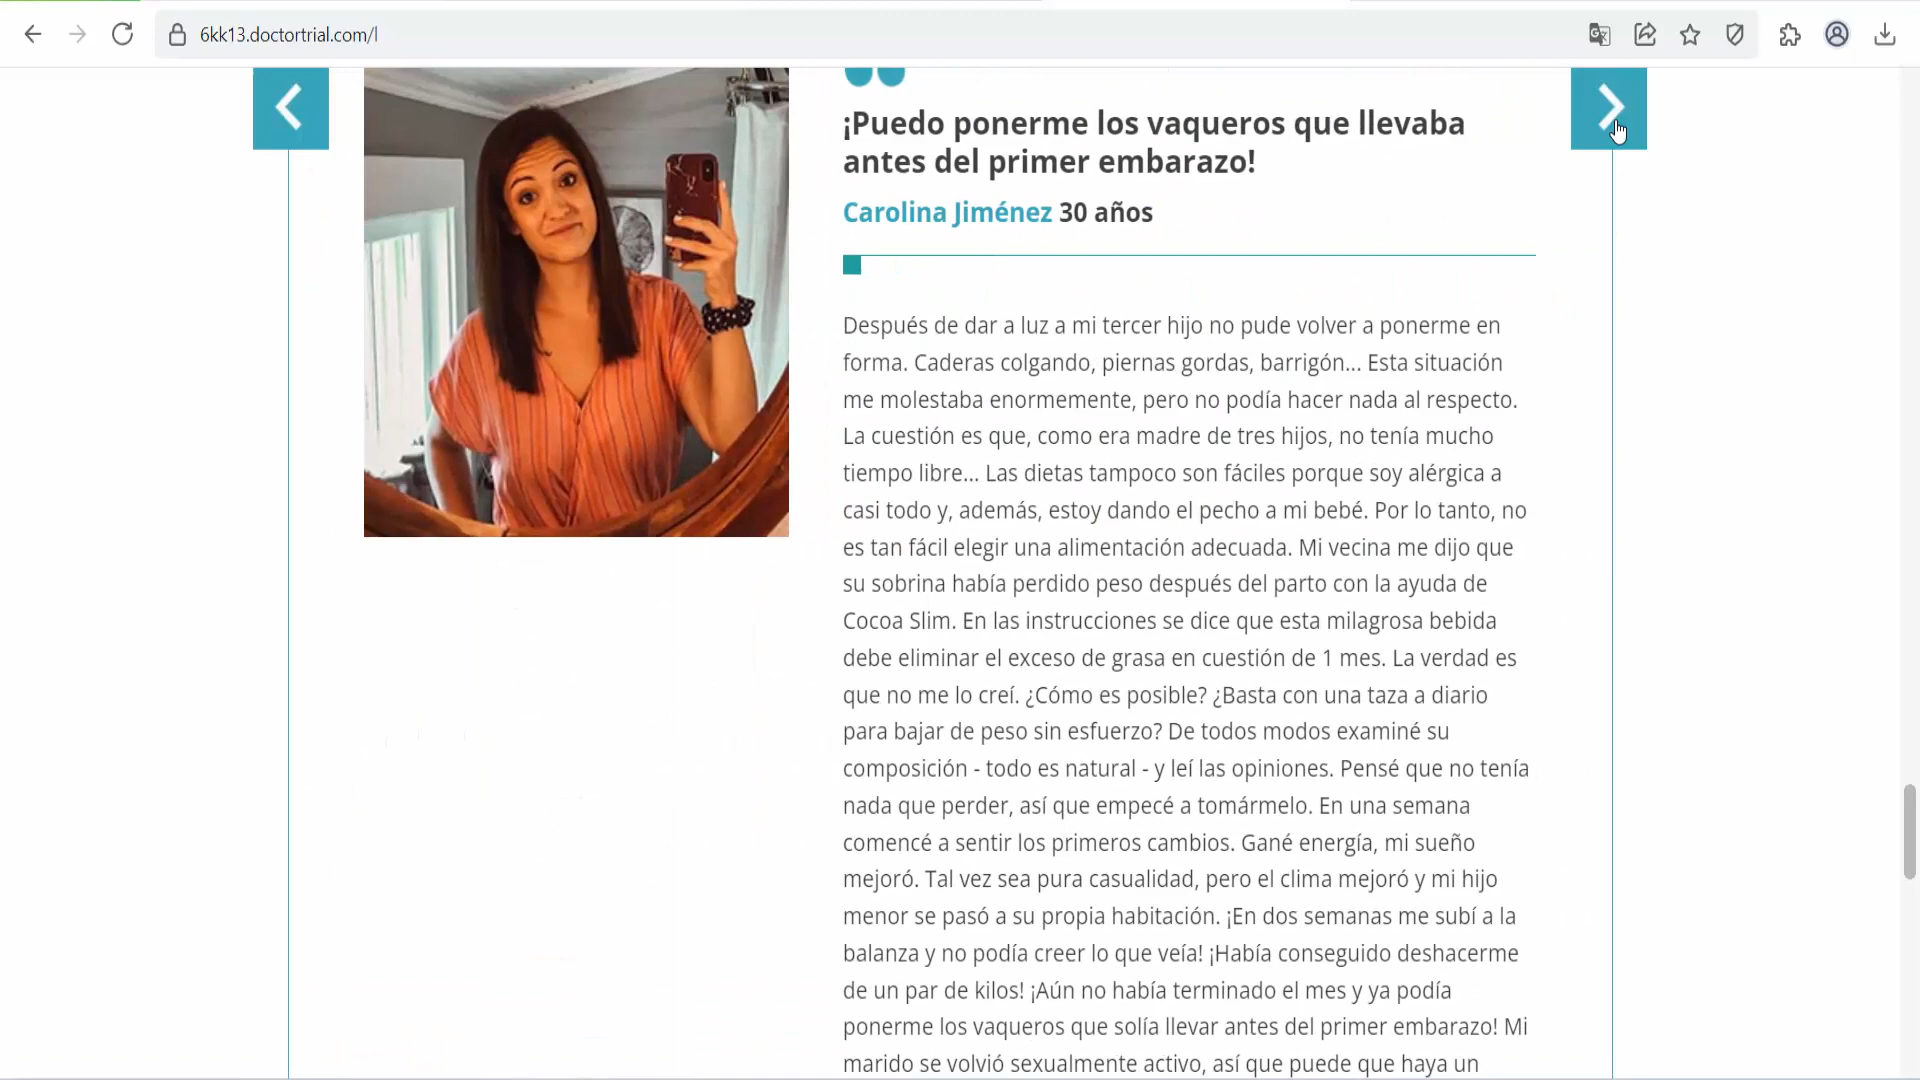 6kk13.doctortrial.com/l
¡Puedo ponerme los vaqueros que llevaba
antes del primer embarazo!
Carolina Jiménez 30 años
Después de dar a luz a mi tercer hijo no pude volver a ponerme en
forma. Caderas colgando, piernas gordas, barrigón... Esta situación
me molestaba enormemente, pero no podía hacer nada al respecto.
La cuestión es que, como era madre de tres hijos, no tenía mucho
tiempo libre... Las dietas tampoco son fáciles porque soy alérgica a
casi todo y, además, estoy dando el pecho a mi bebé. Por lo tanto, no
es tan fácil elegir una alimentación adecuada. Mi vecina me dijo que
su sobrina había perdido peso después del parto con la ayuda de
Cocoa Slim. En las instrucciones se dice que esta milagrosa bebida
debe eliminar el exceso de grasa en cuestión de 1 mes. La verdad es
que no me lo creí. ¿Cómo es posible? ¿Basta con una taza a diario
para bajar de peso sin esfuerzo? De todos modos examiné su
composición - todo es natural - y leí las opiniones. Pensé que no tenía
nada que perder, así que empecé a tomármelo. En una semana
comencé a sentir los primeros cambios. Gané energía, mi sueño
mejoró. Tal vez sea pura casualidad, pero el clima mejoró y mi hijo
menor se pasó a su propia habitación. ¡En dos semanas me subí a la
balanza y no podía creer lo que veía! ¡Había conseguido deshacerme
de un par de kilos! ¡Aún no había terminado el mes y ya podía
ponerme los vaqueros que solía llevar antes del primer embarazo! Mi
marido se volvió sexualmente activo, así que puede que haya un